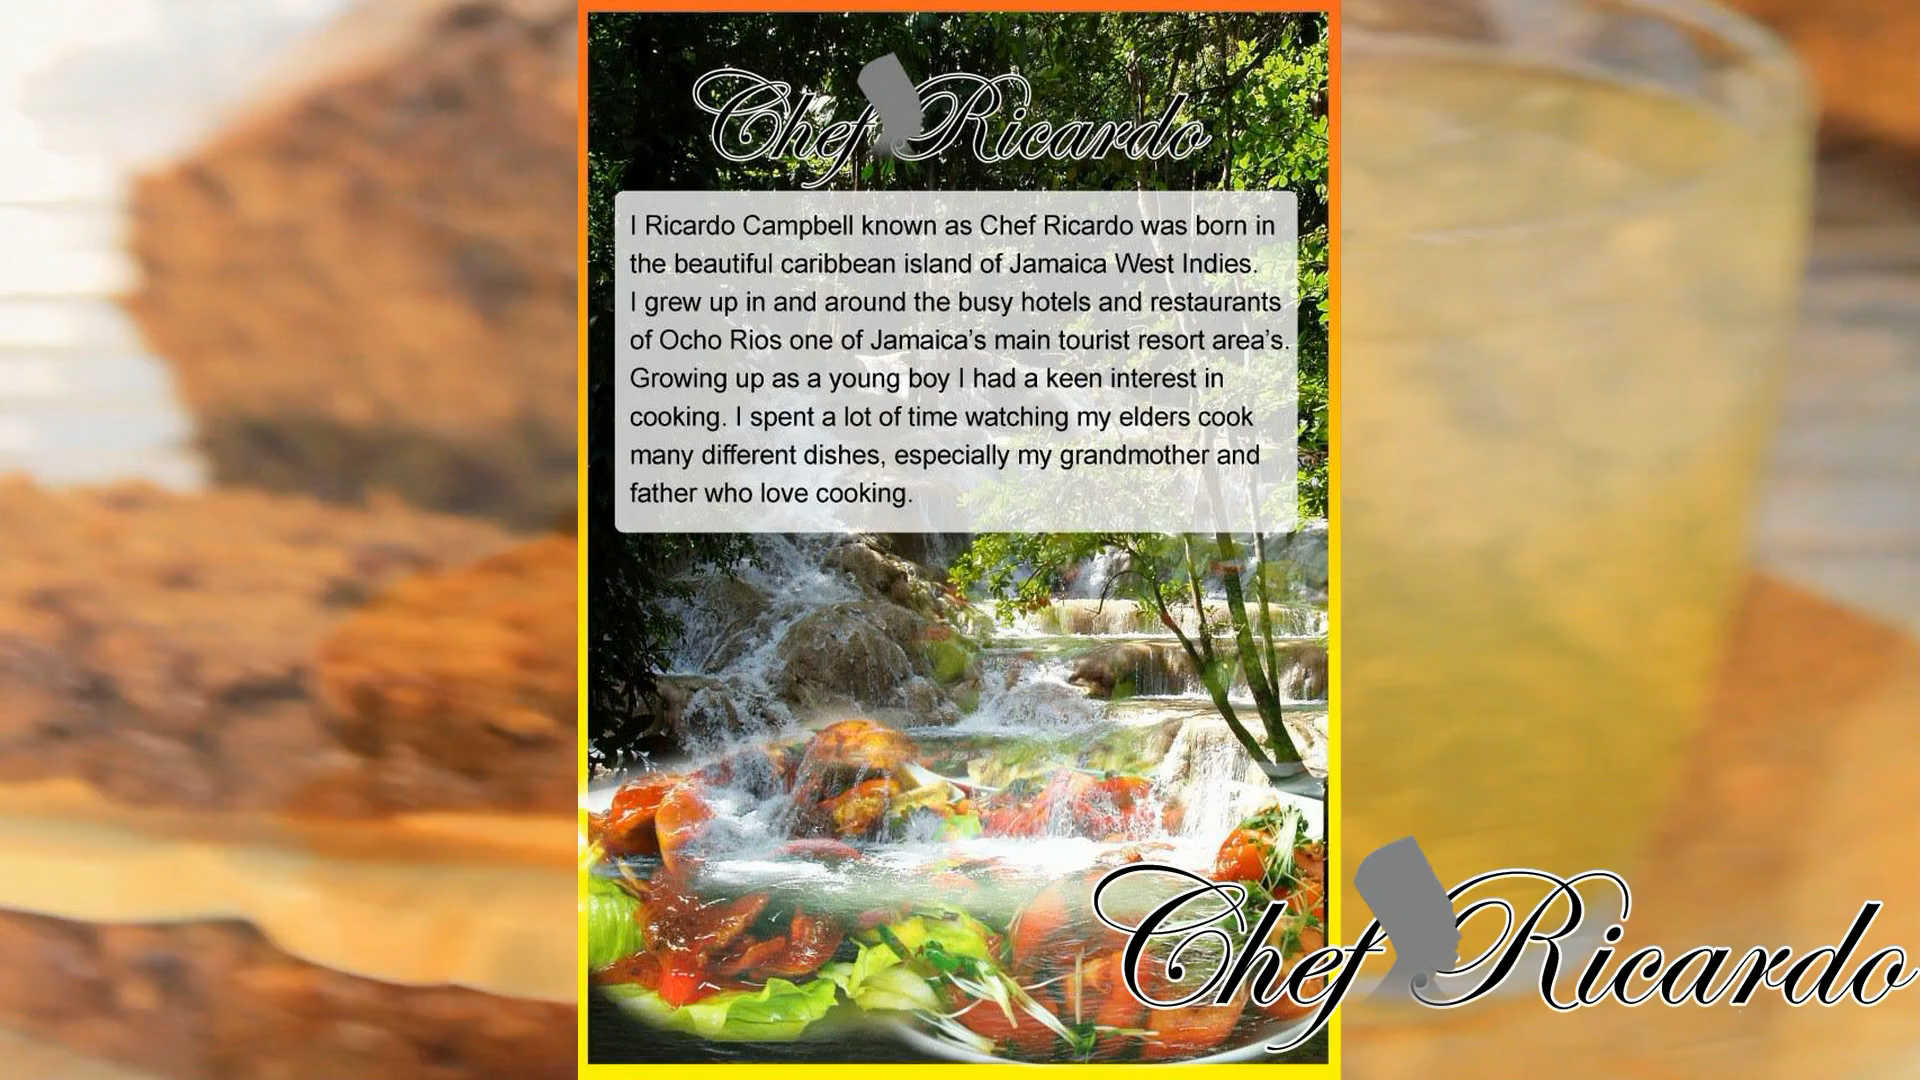 Chef Ricardo
I Ricardo Campbell known as Chef Ricardo was born in
the beautiful caribbean island of Jamaica West Indies.
I grew up in and around the busy hotels and restaurants
of Ocho Rios one of Jamaica's main tourist resort area's.
Growing up as a young boy I had a keen interest in
cooking. I spent a lot of time watching my elders cook
many different dishes, especially my grandmother and
father who love cooking.
Chef Ricardo